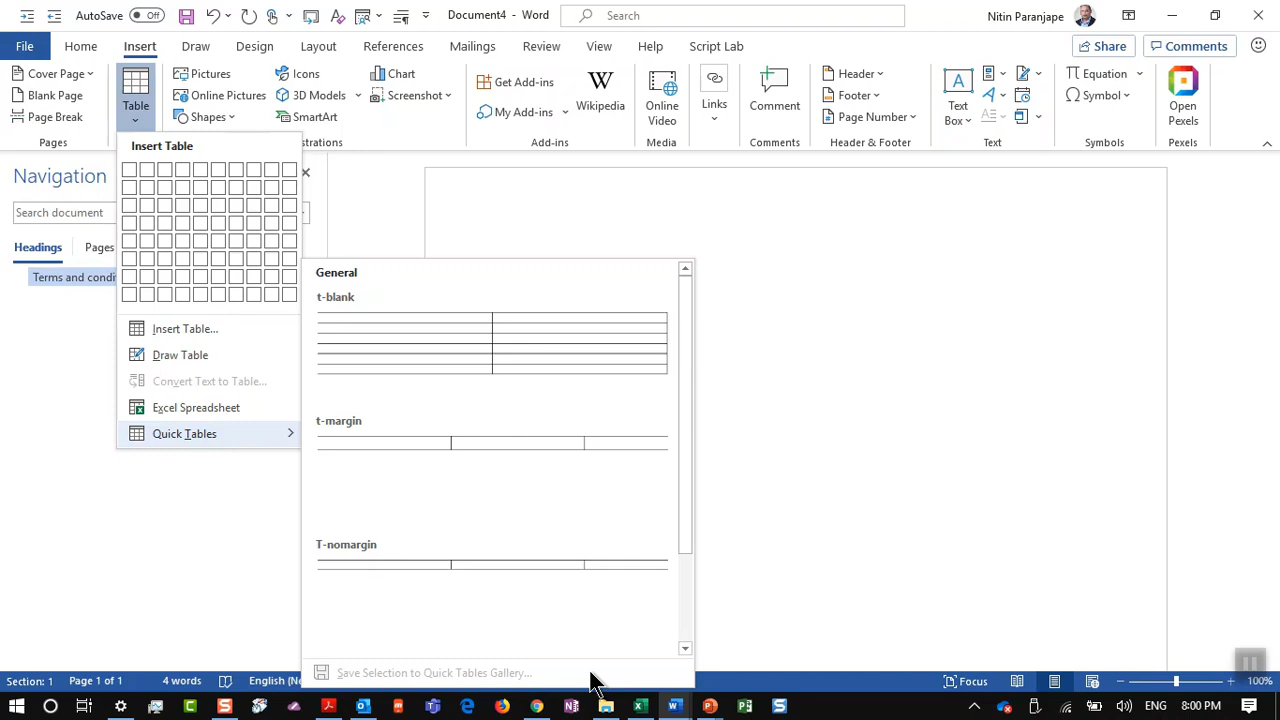 AutoSave Off Document4 - Word Search Nitin Paranjape
File Home Insert Draw Design Layout References Mailings Review View Help Script Lab Share Comments
Cover Page
Blank Page
Page Break
Pages
Table
Pictures
Online Pictures
Shapes
Icons
3D Models
SmartArt
Chart
Screenshot
Illustrations
Get Add-ins
My Add-ins
W
Wikipedia
Add-ins
Online Video
Media
Links
Comment
Comments
Header
Footer
Page Number
Header & Footer
Text Box
Text
Equation
Symbol
Symbols
Open Pexels
Pexels
Insert Table
Insert Table...
Draw Table
Convert Text to Table...
Excel Spreadsheet
Quick Tables
Navigation
Search document
Headings Pages
Terms and condi
General
t-blank
t-margin
T-nomargin
Save Selection to Quick Tables Gallery...
Section: 1 Page 1 of 1 4 words English (Ne Focus 100%
ENG 8:00 PM